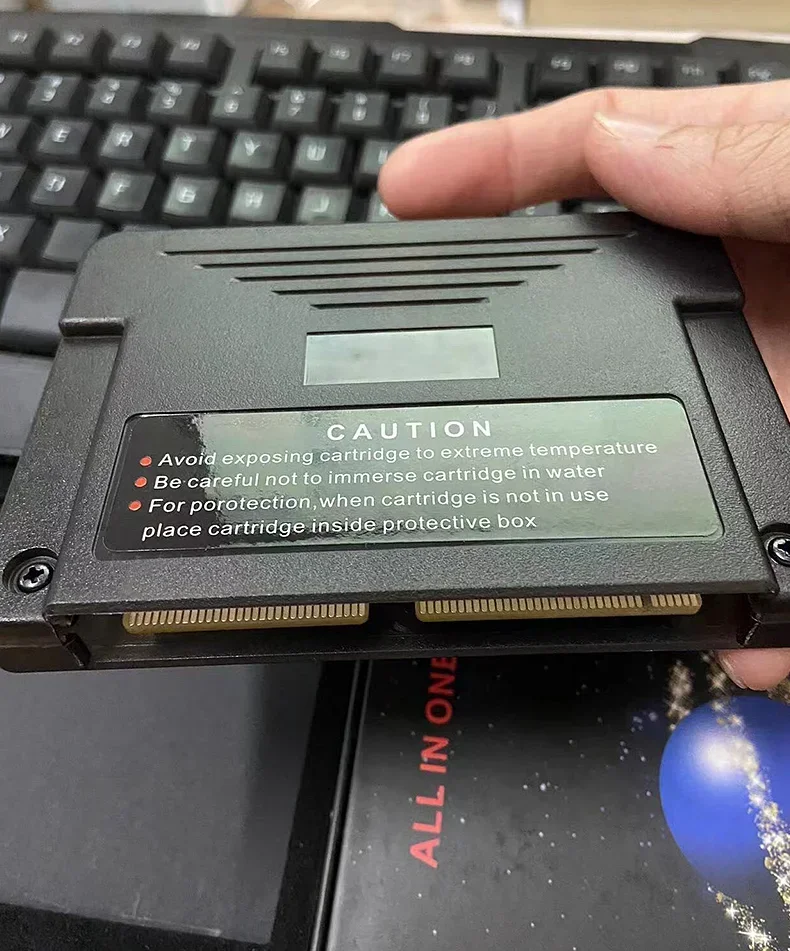 CAUTION
Avoid exposing cartridge to extreme temperature
Be careful not to immerse cartridge in water
For porotection,when cartridge is not in use
place cartridge inside protective box
ALL IN ONE